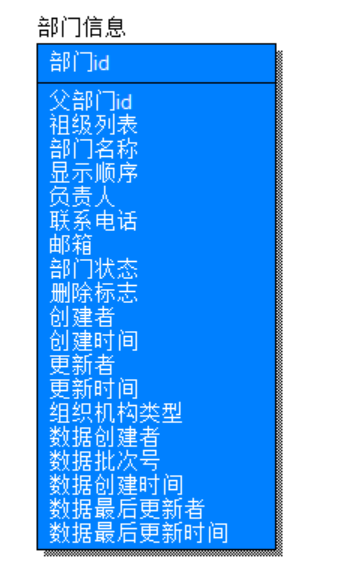 部门信息
部门id
父部门id
祖级列表
部门名称
显示顺序
负责人
联系电话
邮箱
部门状态
删除标志
创建者
创建时间
更新者
更新时间
组织机构类型
数据创建者
数据批次号
数据创建时间
数据最后更新者
数据最后更新时间